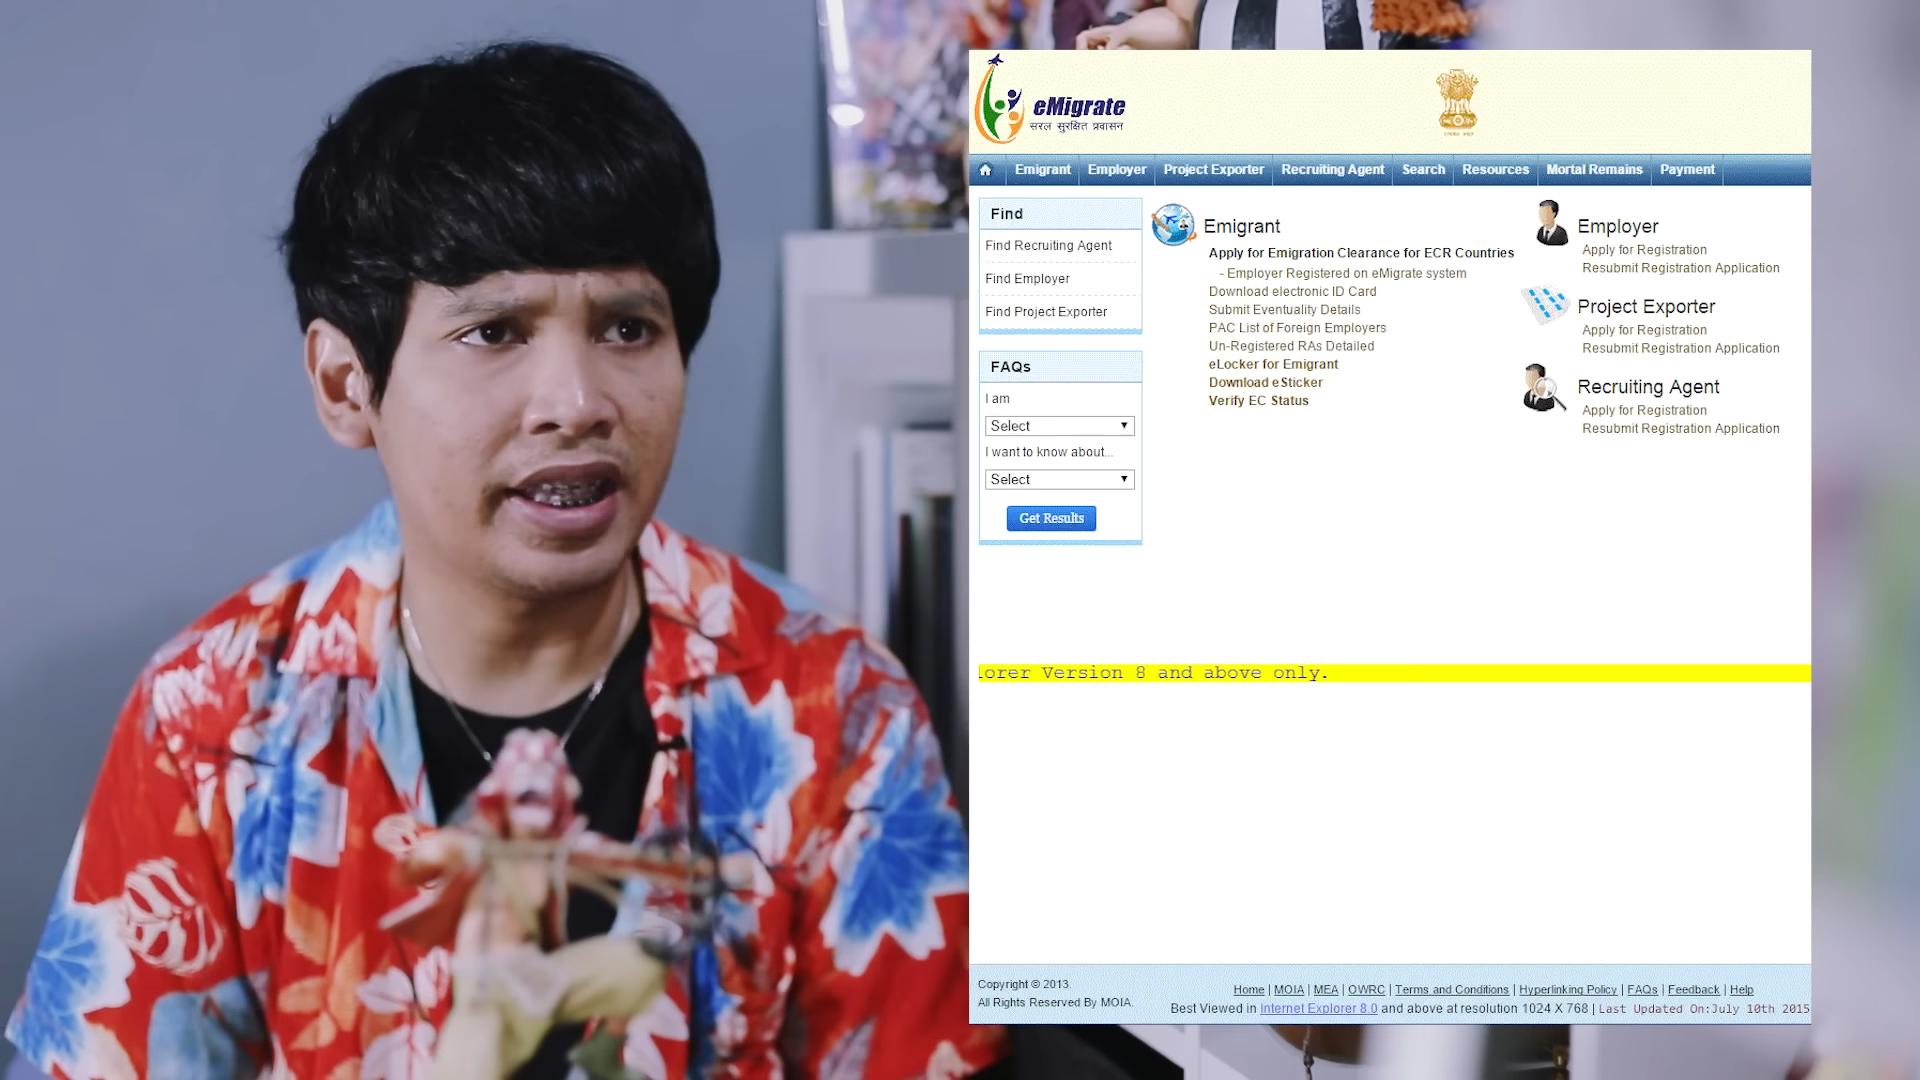 eMigrate
सरल सुरक्षित प्रवासन
Emigrant Employer Project Exporter Recruiting Agent Search Resources Mortal Remains Payment
Find
Find Recruiting Agent
Find Employer
Find Project Exporter
FAQs
I am
Select
I want to know about...
Select
Get Results
Emigrant
Apply for Emigration Clearance for ECR Countries
- Employer Registered on eMigrate system
Download electronic ID Card
Submit Eventuality Details
PAC List of Foreign Employers
Un-Registered RAs Detailed
eLocker for Emigrant
Download eSticker
Verify EC Status
Employer
Apply for Registration
Resubmit Registration Application
Project Exporter
Apply for Registration
Resubmit Registration Application
Recruiting Agent
Apply for Registration
Resubmit Registration Application
lorer Version 8 and above only.
Copyright © 2013.
All Rights Reserved By MOIA.
Home | MOIA | MEA | OWRC | Terms and Conditions | Hyperlinking Policy | FAQs | Feedback | Help
Best Viewed in Internet Explorer 8.0 and above at resolution 1024 X 768 | Last Updated On:July 10th 2015